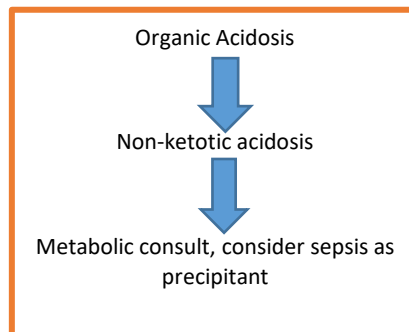 Organic Acidosis
Non-ketotic acidosis
Metabolic consult, consider sepsis as
precipitant